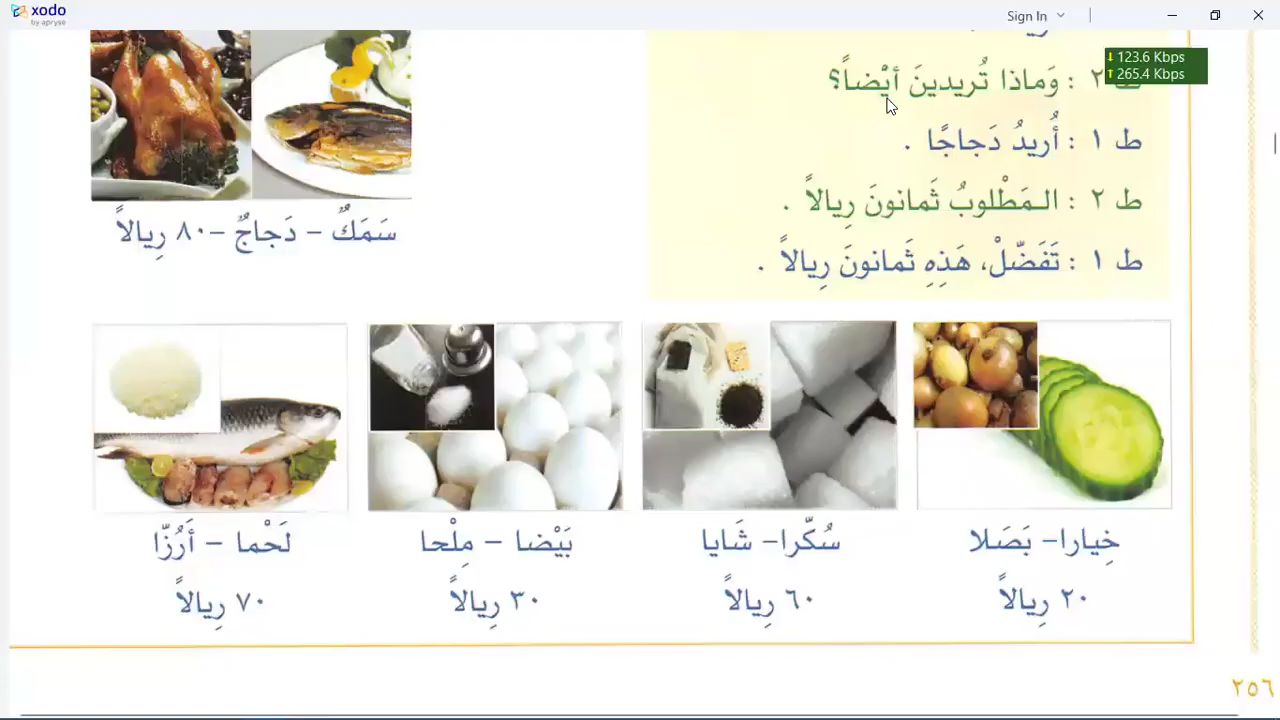 xodo
by apryse
Sign In
↓ 123.6 Kbps
↑ 265.4 Kbps
٢ : وَماذا تُريدينَ أَيْضاً؟
ط ١ : أُريدُ دَجاجًا .
ط ٢ : الـمَطْلوبُ ثَمانونَ رِيالاً .
ط ١ : تَفَضّلْ، هَذِهِ ثَمانونَ رِيالاً .
سَمَكٌ – دَجاجٌ – ٨٠ رِيالاً
خِيارا– بَصَلا
٢٠ رِيالاً
سُكّرا– شَايا
٦٠ رِيالاً
بَيْضا – مِلْحا
٣٠ رِيالاً
لَحْما – أَرُزّا
٧٠ رِيالاً
٢٥٦